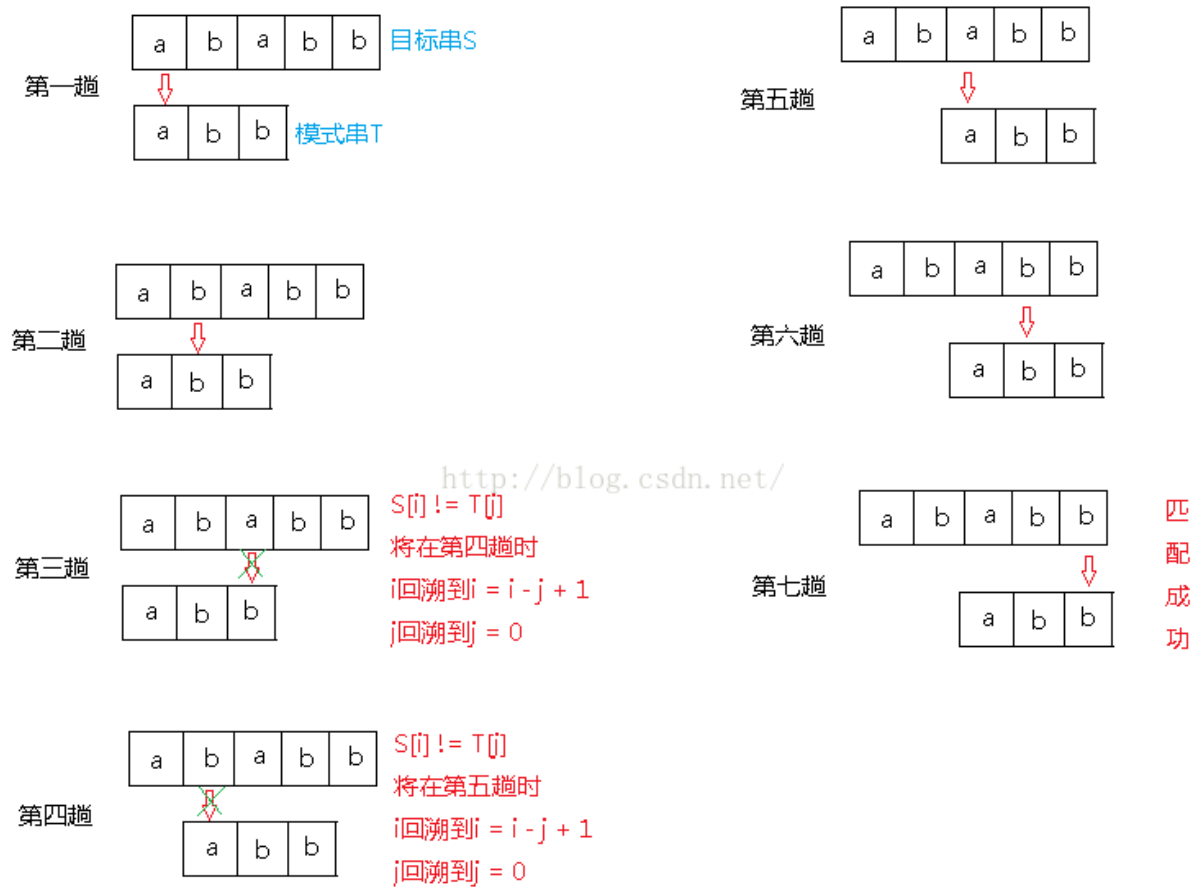 a b a b b 目标串S
第一趟
a b b 模式串T
a b a b b
第二趟
a b b
a b a b b
第三趟
a b b
S[i] != T[j]
将在第四趟时
i回溯到i = i - j + 1
j回溯到j = 0
a b a b b
第四趟
a b b
S[i] != T[j]
将在第五趟时
i回溯到i = i - j + 1
j回溯到j = 0
a b a b b
第五趟
a b b
a b a b b
第六趟
a b b
a b a b b
第七趟
a b b
匹
配
成
功
http://blog.csdn.net/